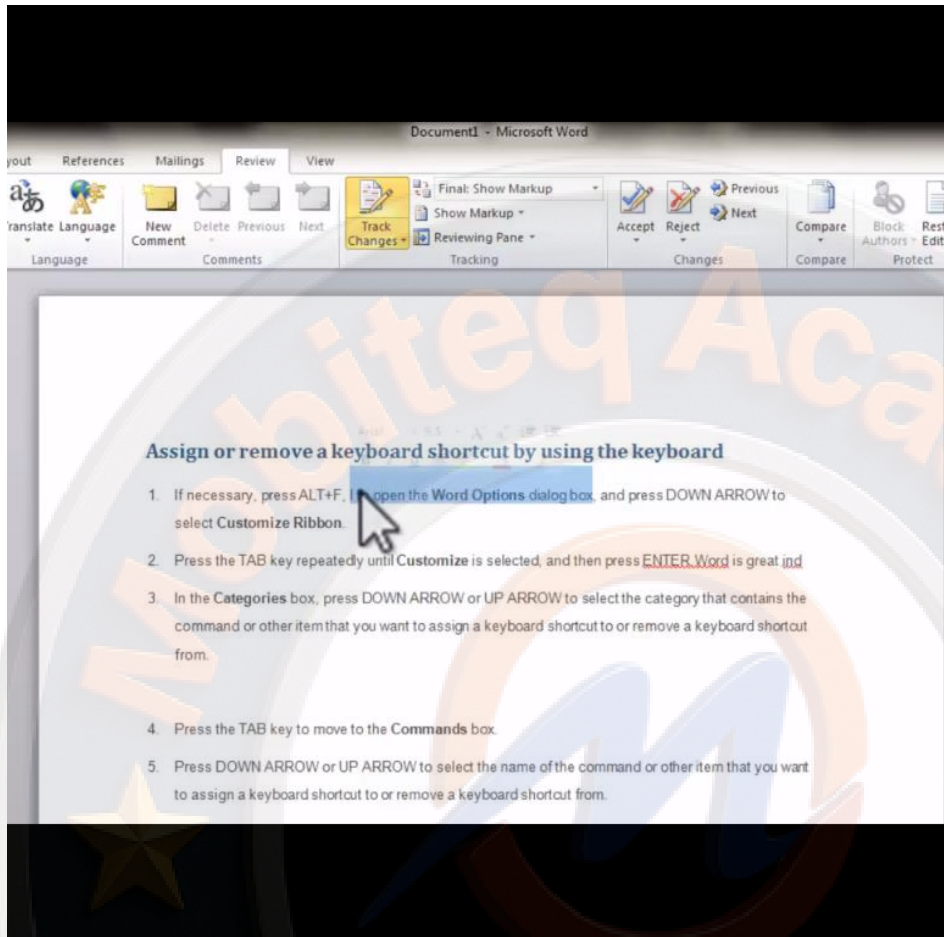 Document1 - Microsoft Word
yout References Mailings Review View
ranslate Language
New Comment
Delete Previous Next
Track Changes
Final: Show Markup
Show Markup
Reviewing Pane
Accept Reject
Previous
Next
Compare
Block Authors
Rest
Edit
Language Comments Tracking Changes Compare Protect
Mobiteq Aca
Assign or remove a keyboard shortcut by using the keyboard
1. If necessary, press ALT+F, open the Word Options dialog box, and press DOWN ARROW to
select Customize Ribbon.
2. Press the TAB key repeatedly until Customize is selected, and then press ENTER.Word is great ind
3. In the Categories box, press DOWN ARROW or UP ARROW to select the category that contains the
command or other item that you want to assign a keyboard shortcut to or remove a keyboard shortcut
from.
4. Press the TAB key to move to the Commands box.
5. Press DOWN ARROW or UP ARROW to select the name of the command or other item that you want
to assign a keyboard shortcut to or remove a keyboard shortcut from.